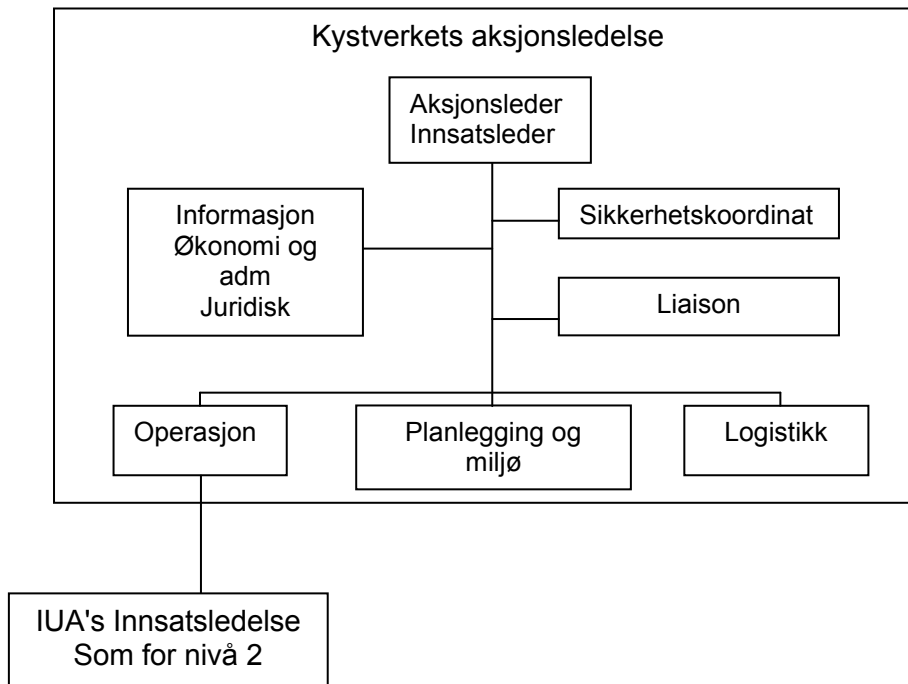 Kystverkets aksjonsledelse
Aksjonsleder
Innsatsleder
Informasjon
Økonomi og
adm
Juridisk
Sikkerhetskoordinat
Liaison
Operasjon
Planlegging og
miljø
Logistikk
IUA's Innsatsledelse
Som for nivå 2